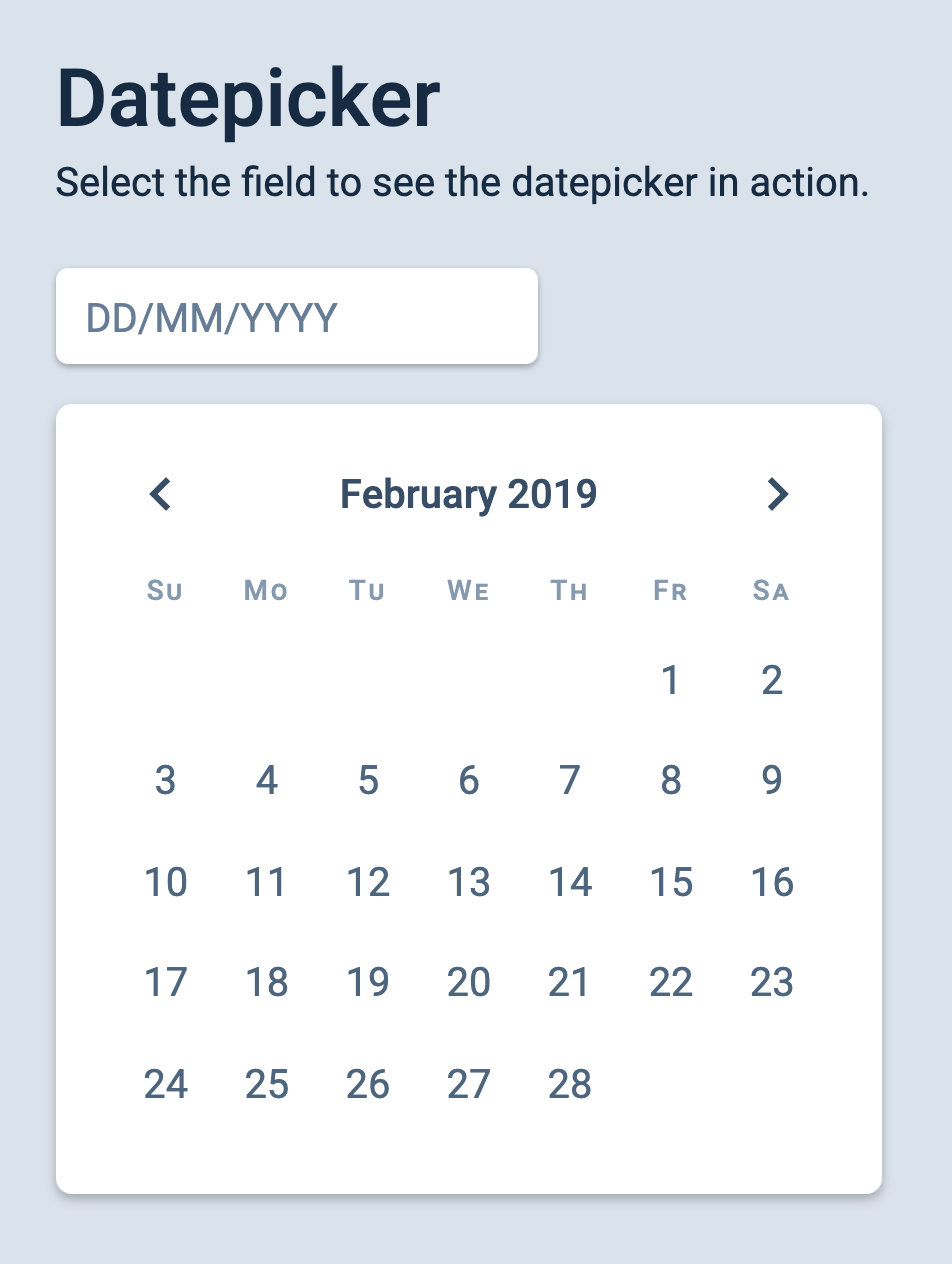 Datepicker
Select the field to see the datepicker in action.
DD/MM/YYYY
February 2019
Su Mo Tu We Th Fr Sa
1 2
3 4 5 6 7 8 9
10 11 12 13 14 15 16
17 18 19 20 21 22 23
24 25 26 27 28